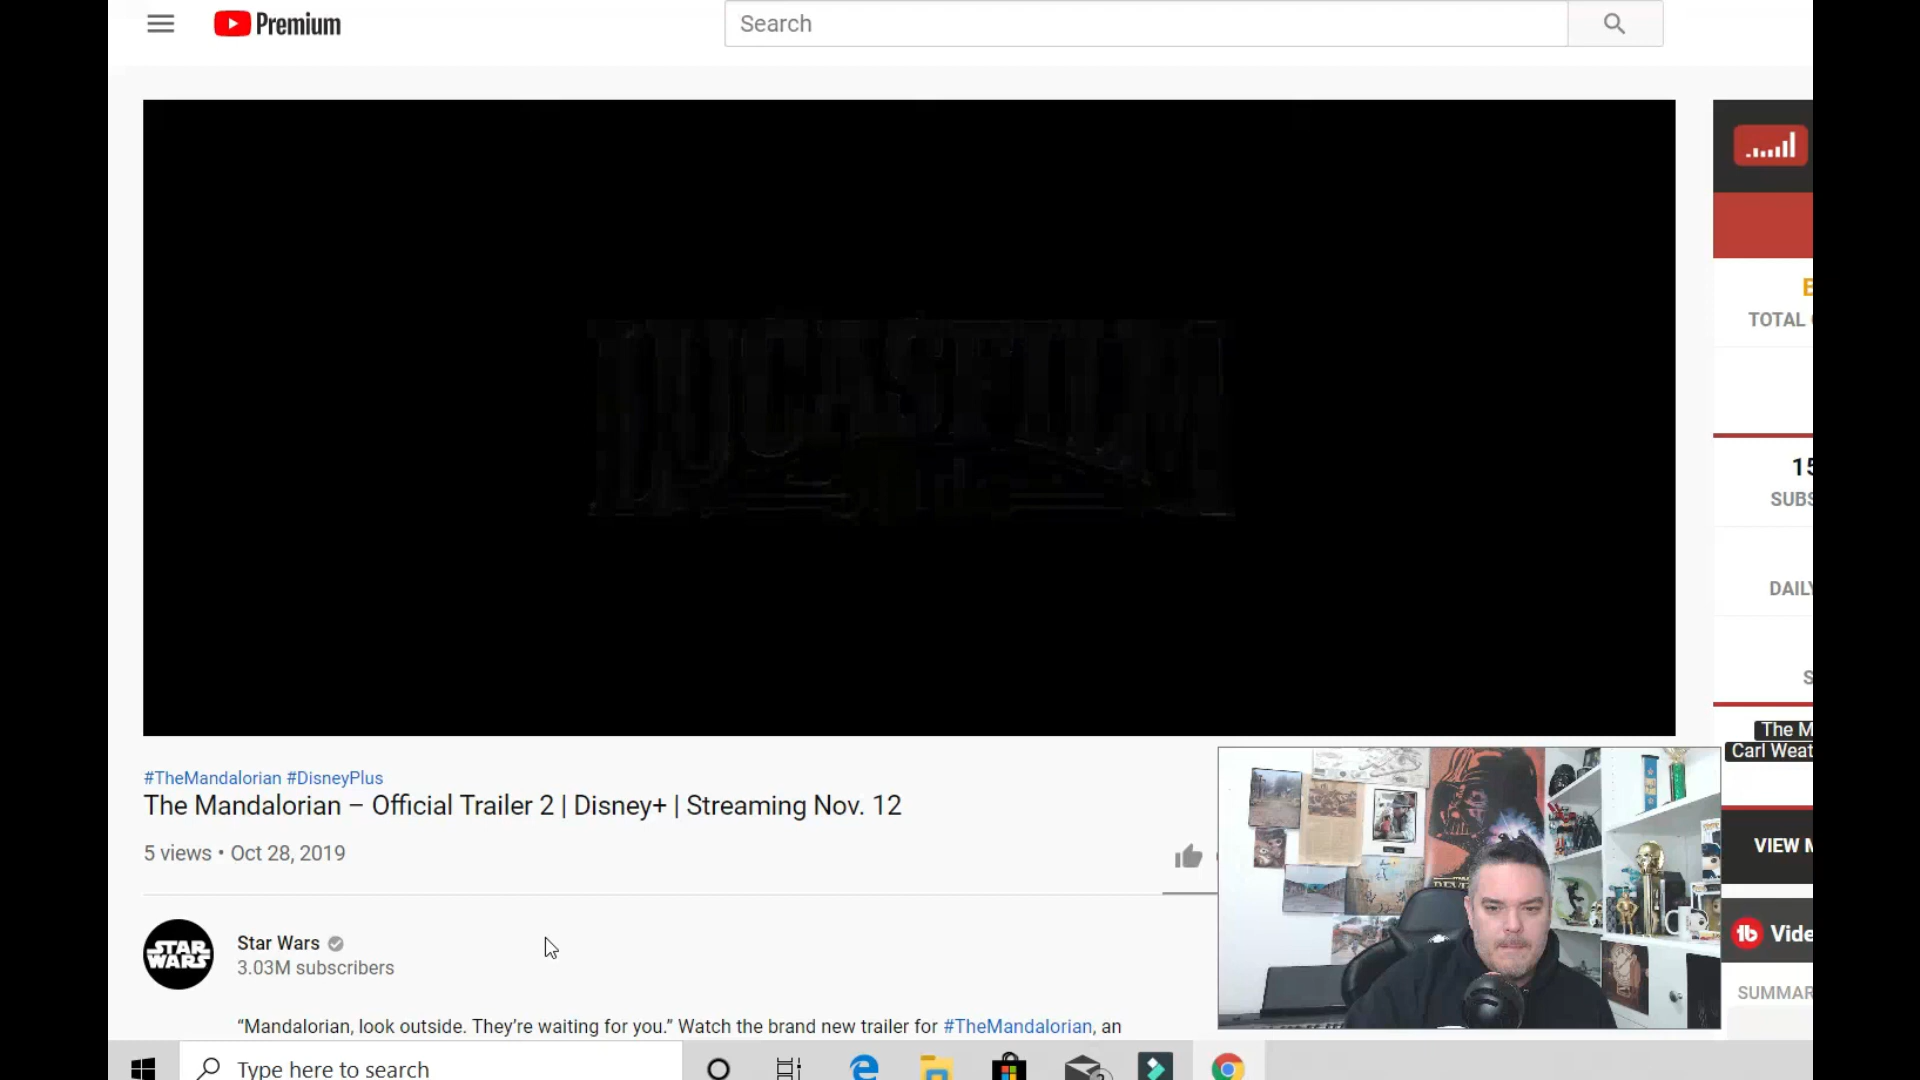 Premium
Search
LUCASFILM
#TheMandalorian #DisneyPlus
The Mandalorian – Official Trailer 2 | Disney+ | Streaming Nov. 12
5 views • Oct 28, 2019
STAR
WARS
Star Wars
3.03M subscribers
“Mandalorian, look outside. They’re waiting for you.” Watch the brand new trailer for #TheMandalorian, an
TOTAL
15
SUBS
DAILY
The M
Carl Weat
VIEW
Vide
SUMMAR
Type here to search